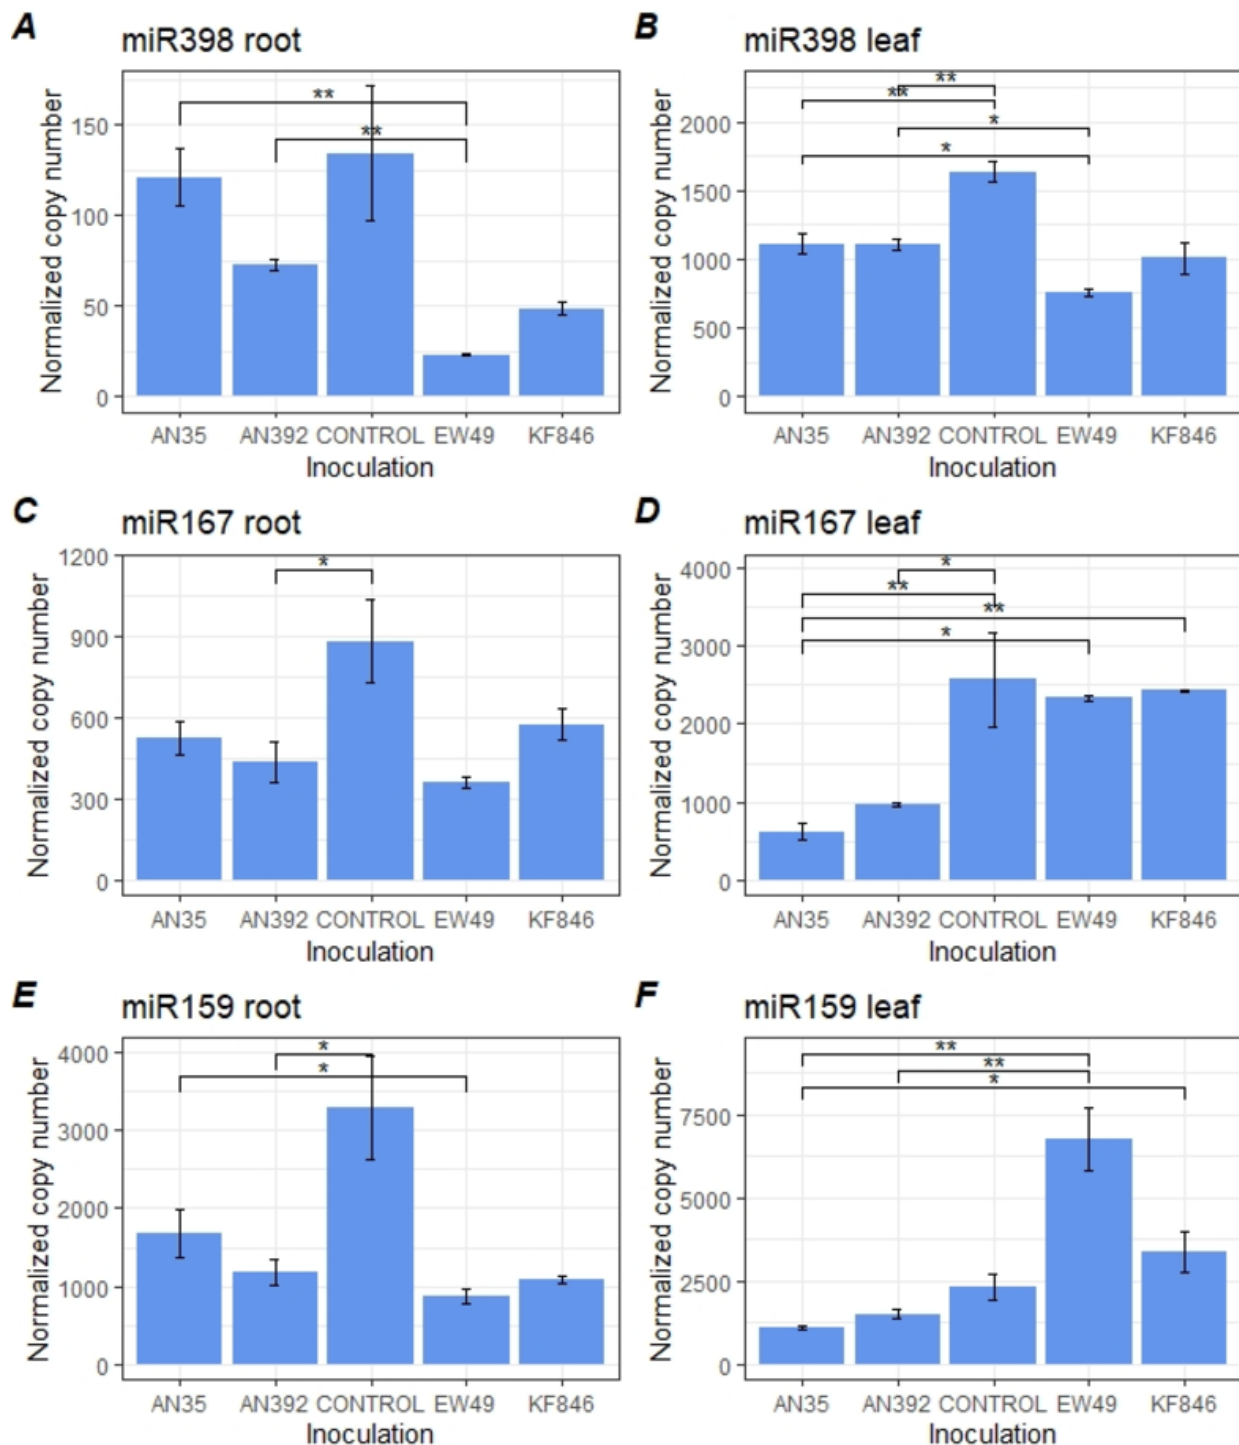 A
miR398 root
Normalized copy number
150
100
50
0
**
**
AN35 AN392 CONTROL EW49 KF846
Inoculation
B
miR398 leaf
Normalized copy number
2000
1500
1000
500
0
**
**
*
*
AN35 AN392 CONTROL EW49 KF846
Inoculation
C
miR167 root
Normalized copy number
1200
900
600
300
0
*
AN35 AN392 CONTROL EW49 KF846
Inoculation
D
miR167 leaf
Normalized copy number
4000
3000
2000
1000
0
*
**
**
*
AN35 AN392 CONTROL EW49 KF846
Inoculation
E
miR159 root
Normalized copy number
4000
3000
2000
1000
0
*
*
AN35 AN392 CONTROL EW49 KF846
Inoculation
F
miR159 leaf
Normalized copy number
7500
5000
2500
0
**
**
*
AN35 AN392 CONTROL EW49 KF846
Inoculation